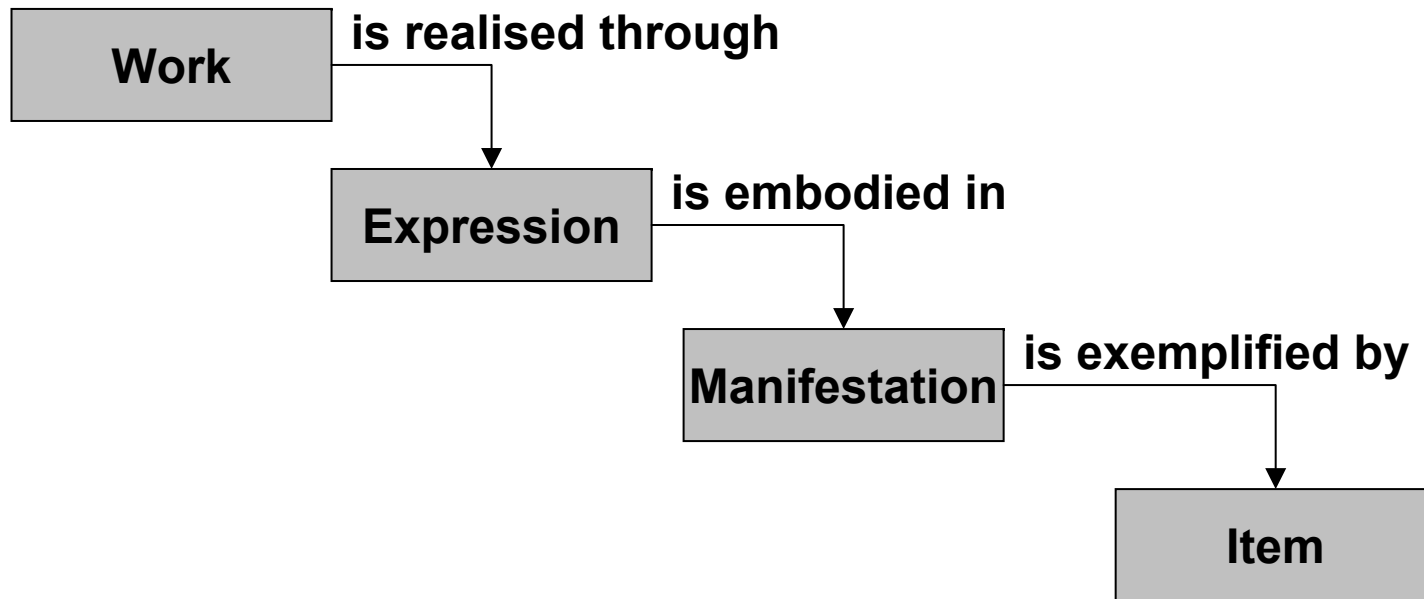 is realised through
Work
is embodied in
Expression
is exemplified by
Manifestation
Item